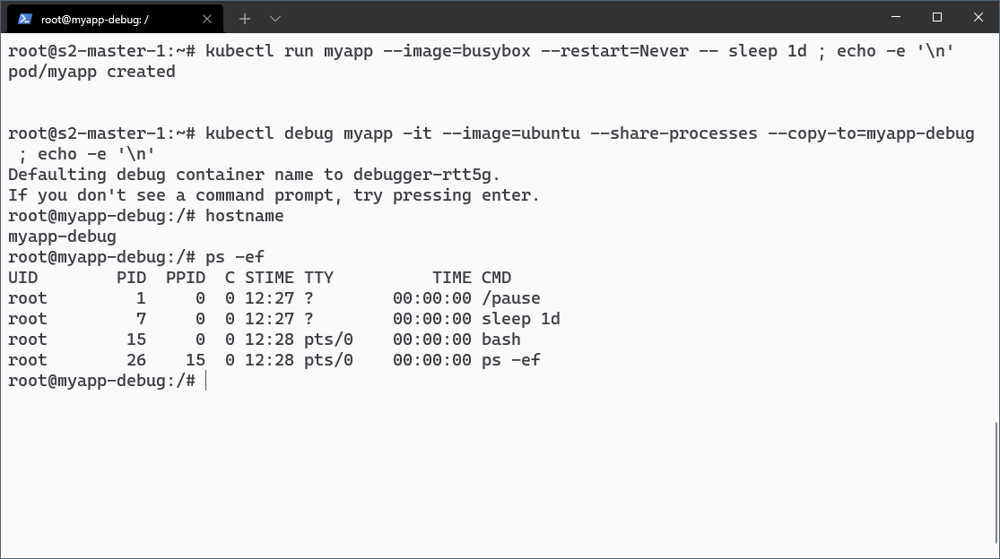 root@myapp-debug: /
root@s2-master-1:~# kubectl run myapp --image=busybox --restart=Never -- sleep 1d ; echo -e '\n'
pod/myapp created
root@s2-master-1:~# kubectl debug myapp -it --image=ubuntu --share-processes --copy-to=myapp-debug
 ; echo -e '\n'
Defaulting debug container name to debugger-rtt5g.
If you don't see a command prompt, try pressing enter.
root@myapp-debug:/# hostname
myapp-debug
root@myapp-debug:/# ps -ef
UID        PID  PPID  C STIME TTY          TIME CMD
root         1     0  0 12:27 ?        00:00:00 /pause
root         7     0  0 12:27 ?        00:00:00 sleep 1d
root        15     0  0 12:28 pts/0    00:00:00 bash
root        26    15  0 12:28 pts/0    00:00:00 ps -ef
root@myapp-debug:/#